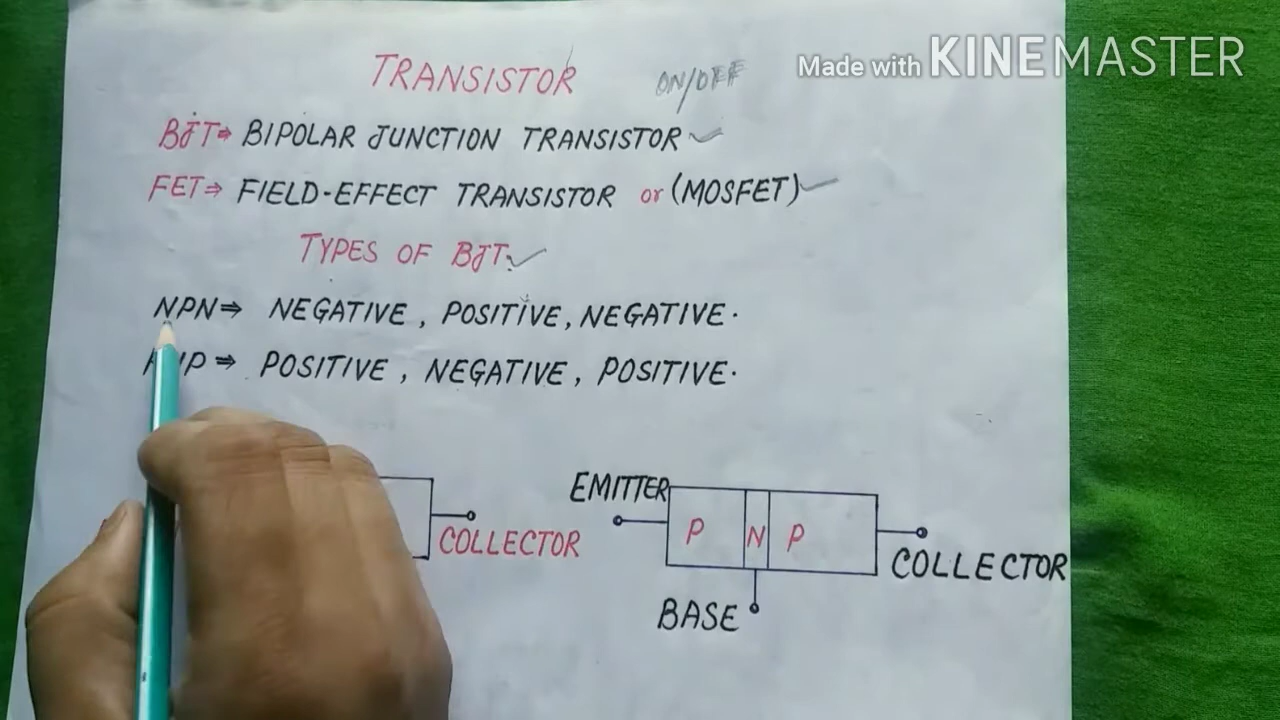 Made with KINEMASTER
TRANSISTOR ON/OFF
BJT⇒ BIPOLAR JUNCTION TRANSISTOR
FET⇒ FIELD-EFFECT TRANSISTOR or (MOSFET)
TYPES OF BJT:
NPN⇒ NEGATIVE, POSITIVE, NEGATIVE.
PNP ⇒ POSITIVE, NEGATIVE, POSITIVE.
EMITTER
P N P
COLLECTOR
COLLECTOR
BASE